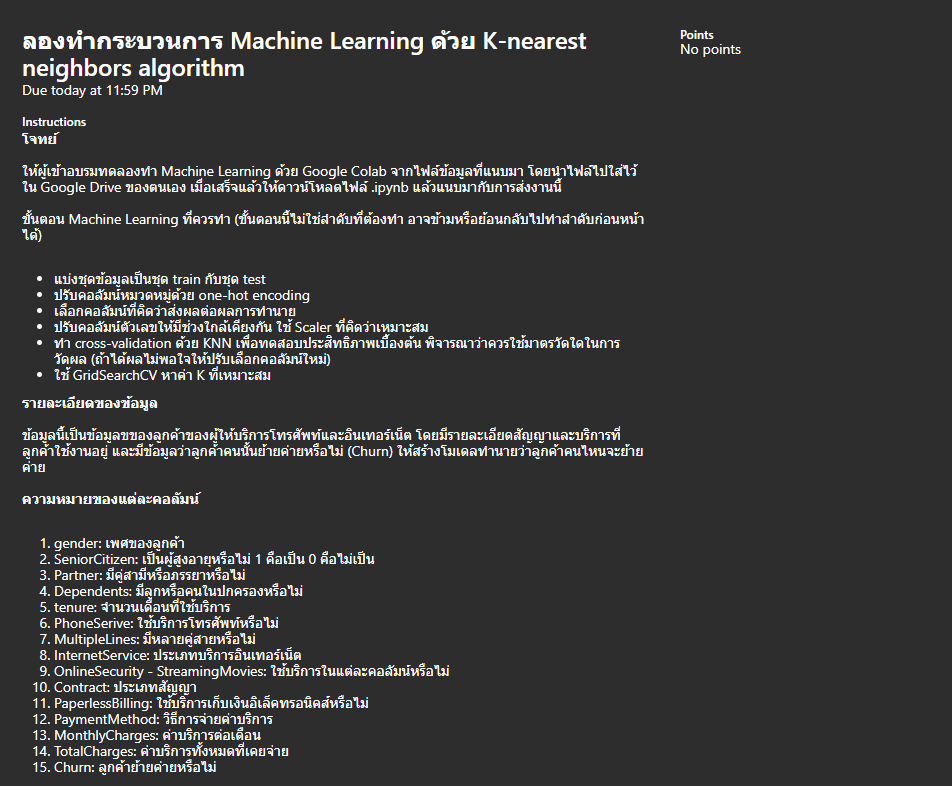 ลองทำกระบวนการ Machine Learning ด้วย K-nearest
neighbors algorithm
Due today at 11:59 PM
Points
No points
Instructions
โจทย์
ให้ผู้เข้าอบรมทดลองทำ Machine Learning ด้วย Google Colab จากไฟล์ข้อมูลที่แนบมา โดยนำไฟล์ไปใส่ไว้
ใน Google Drive ของตนเอง เมื่อเสร็จแล้วให้ดาวน์โหลดไฟล์ .ipynb แล้วแนบมากับการส่งงานนี้
ขั้นตอน Machine Learning ที่ควรทำ (ขั้นตอนนี้ไม่ใช่ลำดับที่ต้องทำ อาจข้ามหรือย้อนกลับไปทำลำดับก่อนหน้า
ได้)
• แบ่งชุดข้อมูลเป็นชุด train กับชุด test
• ปรับคอลัมน์หมวดหมู่ด้วย one-hot encoding
• เลือกคอลัมน์ที่คิดว่าส่งผลต่อผลการทำนาย
• ปรับคอลัมน์ตัวเลขให้มีช่วงใกล้เคียงกัน ใช้ Scaler ที่คิดว่าเหมาะสม
• ทำ cross-validation ด้วย KNN เพื่อทดสอบประสิทธิภาพเบื้องต้น พิจารณาว่าควรใช้มาตรวัดใดในการ
วัดผล (ถ้าได้ผลไม่พอใจให้ปรับเลือกคอลัมน์ใหม่)
• ใช้ GridSearchCV หาค่า K ที่เหมาะสม
รายละเอียดของข้อมูล
ข้อมูลนี้เป็นข้อมูลขของลูกค้าของผู้ให้บริการโทรศัพท์และอินเทอร์เน็ต โดยมีรายละเอียดสัญญาและบริการที่
ลูกค้าใช้งานอยู่ และมีข้อมูลว่าลูกค้าคนนั้นย้ายค่ายหรือไม่ (Churn) ให้สร้างโมเดลทำนายว่าลูกค้าคนไหนจะย้าย
ค่าย
ความหมายของแต่ละคอลัมน์
1. gender: เพศของลูกค้า
2. SeniorCitizen: เป็นผู้สูงอายุหรือไม่ 1 คือเป็น 0 คือไม่เป็น
3. Partner: มีคู่สามีหรือภรรยาหรือไม่
4. Dependents: มีลูกหรือคนในปกครองหรือไม่
5. tenure: จำนวนเดือนที่ใช้บริการ
6. PhoneSerive: ใช้บริการโทรศัพท์หรือไม่
7. MultipleLines: มีหลายคู่สายหรือไม่
8. InternetService: ประเภทบริการอินเทอร์เน็ต
9. OnlineSecurity - StreamingMovies: ใช้บริการในแต่ละคอลัมน์หรือไม่
10. Contract: ประเภทสัญญา
11. PaperlessBilling: ใช้บริการเก็บเงินอิเล็คทรอนิคส์หรือไม่
12. PaymentMethod: วิธีการจ่ายค่าบริการ
13. MonthlyCharges: ค่าบริการต่อเดือน
14. TotalCharges: ค่าบริการทั้งหมดที่เคยจ่าย
15. Churn: ลูกค้าย้ายค่ายหรือไม่